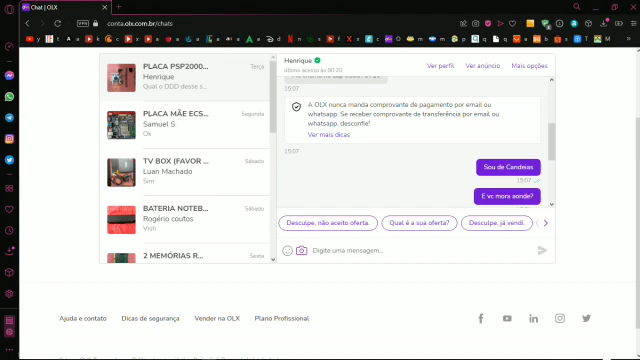 Chat | OLX
conta.olx.com.br/chats
PLACA PSP2000...
Terça
Henrique
Qual o DDD desse s...
PLACA MÃE ECS...
Segunda
Samuel S.
Ok
TV BOX (FAVOR ...
Sábado
Luan Machado
Sim
BATERIA NOTEB...
Sábado
Rogério coutos
Vish
2 MEMÓRIAS R...
Sexta
Henrique
último acesso às 00:20
Ver perfil
Ver anúncio
Mais opções
15:07
A OLX nunca manda comprovante de pagamento por email ou
whatsapp. Se receber comprovante de transferência por email ou
whatsapp, desconfie!
Ver mais dicas
15:07
Sou de Candeias
15:07
E vc mora aonde?
Desculpe, não aceito oferta.
Qual é a sua oferta?
Desculpe, já vendi.
Digite uma mensagem...
Ajuda e contato
Dicas de segurança
Vender na OLX
Plano Profissional